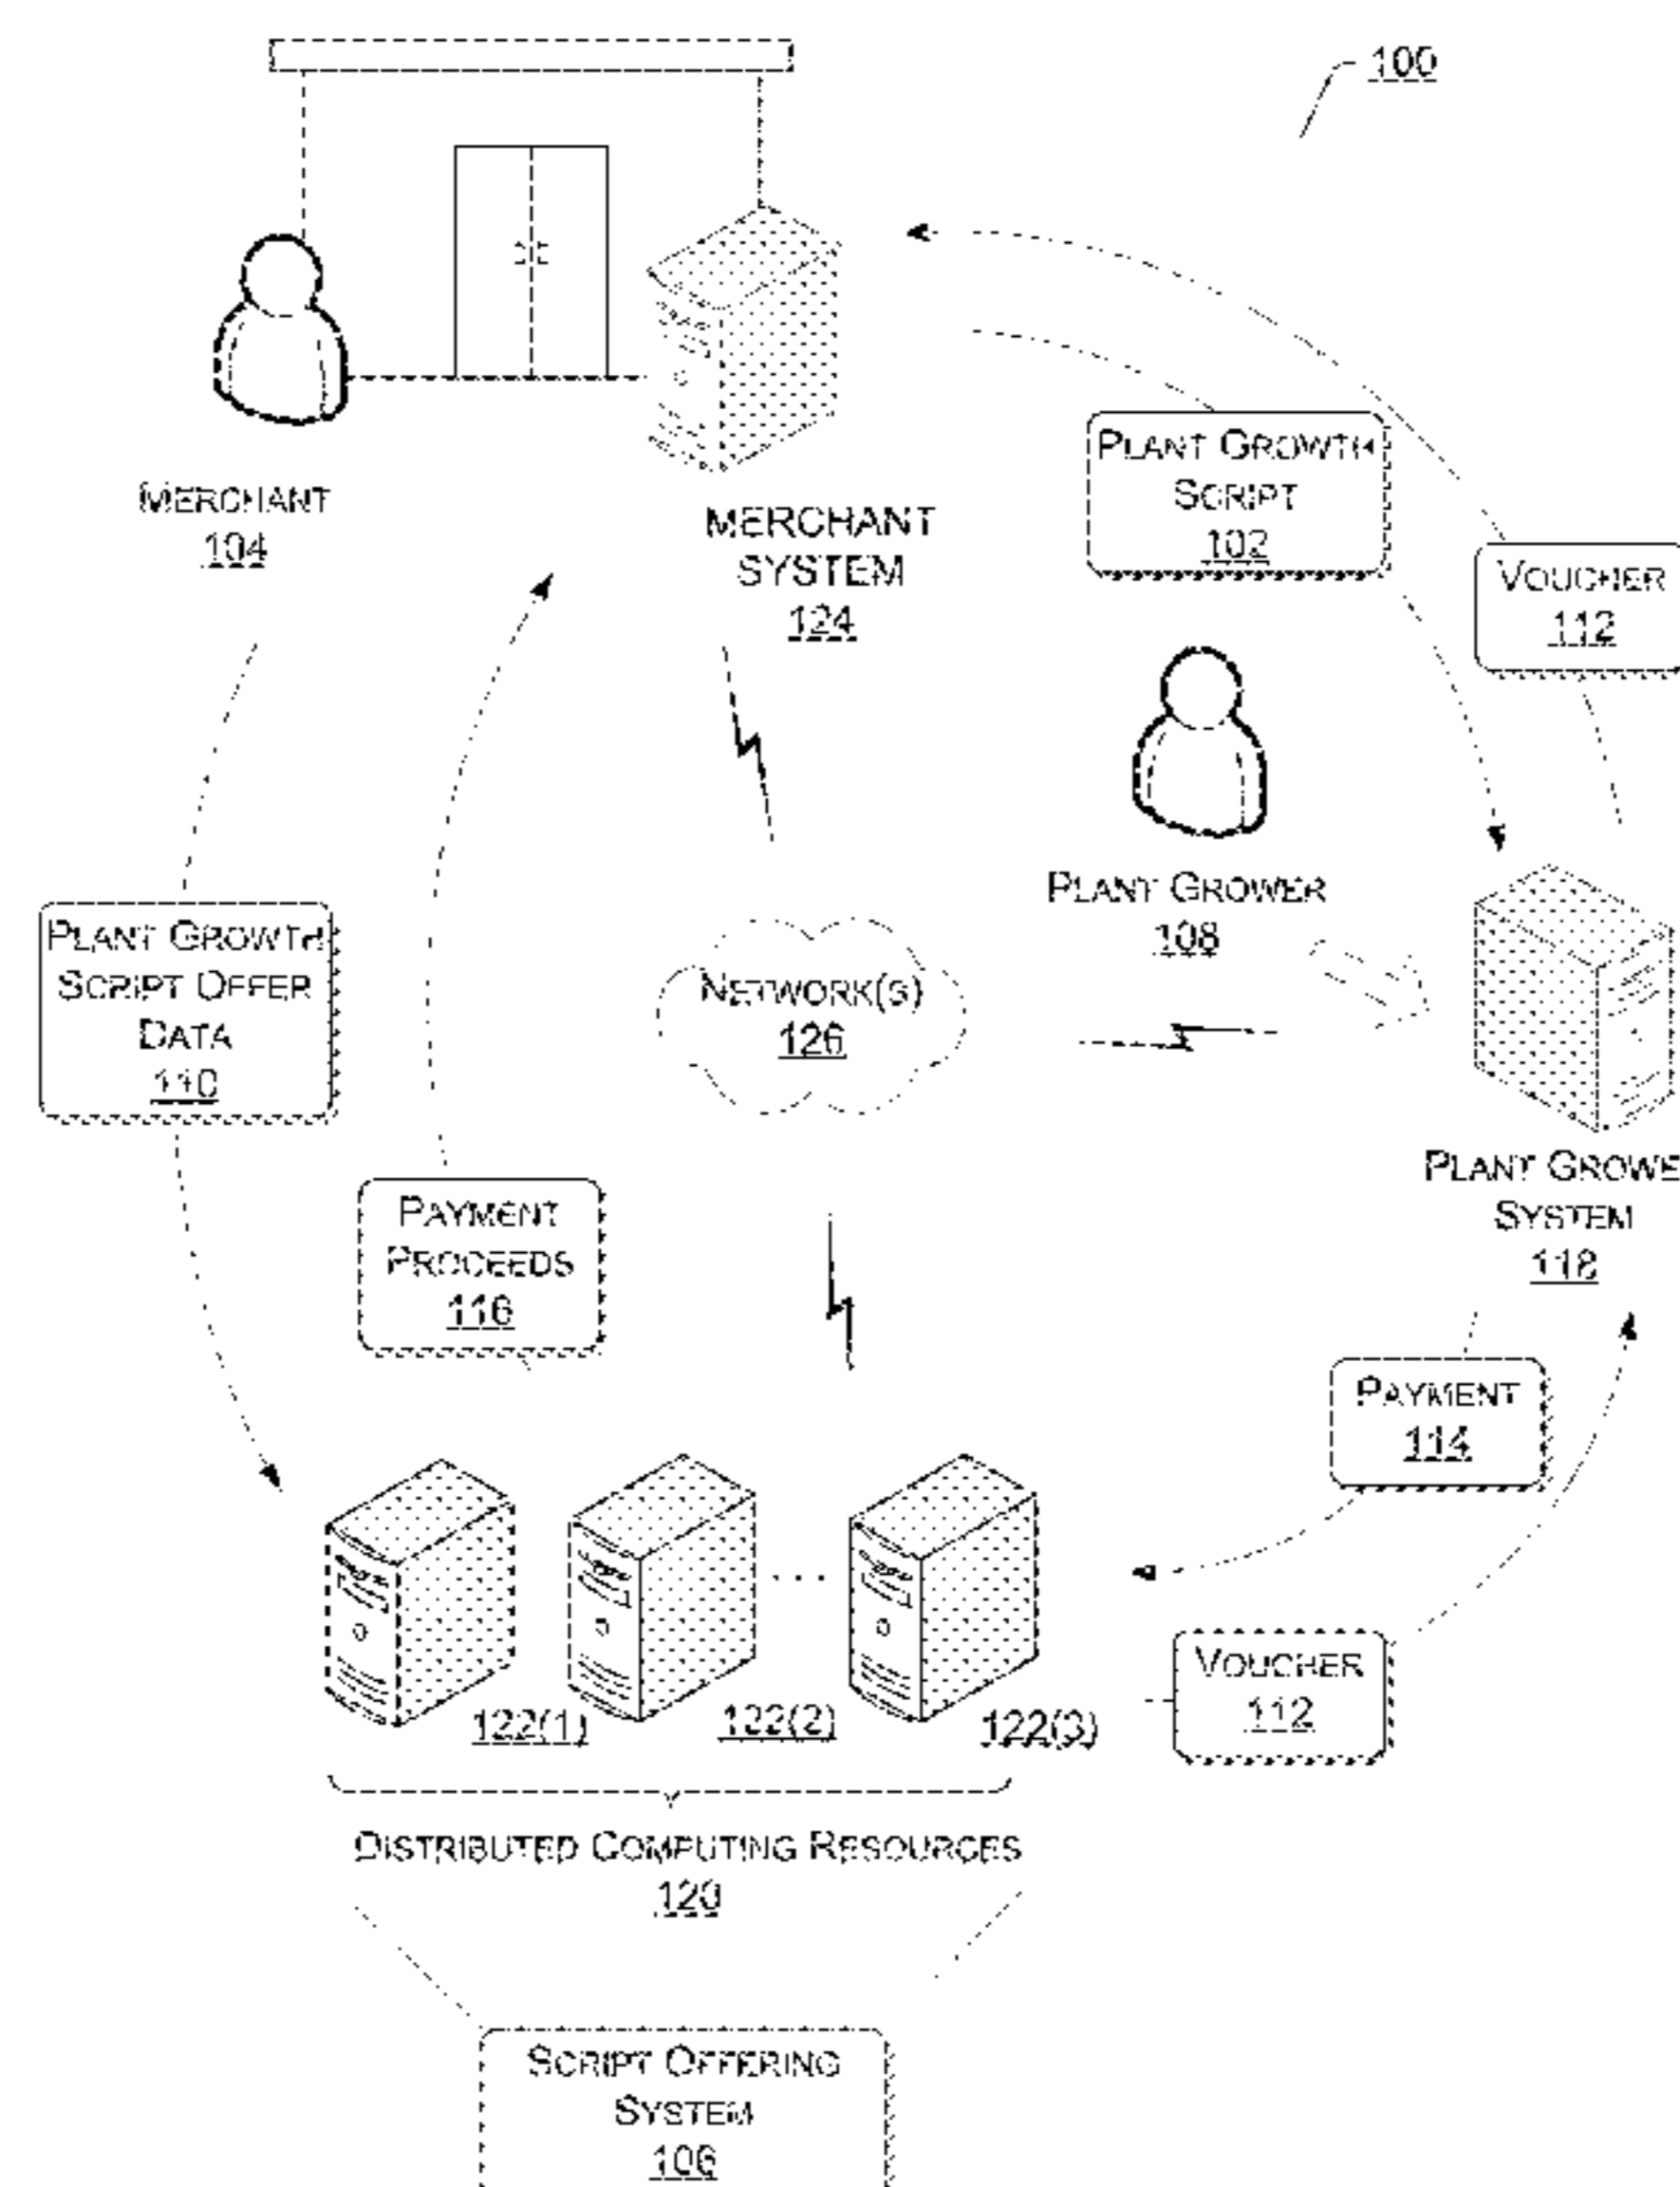 100
MERCHANT
104
MERCHANT
SYSTEM
124
PLANT GROWTH
SCRIPT
102
VOUCHER
112
PLANT GROWER
108
PLANT GROWTH
SCRIPT OFFER
DATA
110
NETWORK(S)
126
PLANT GROWE
SYSTEM
118
PAYMENT
PROCEEDS
116
PAYMENT
114
VOUCHER
112
122(1)
122(2)
122(3)
DISTRIBUTED COMPUTING RESOURCES
120
SCRIPT OFFERING
SYSTEM
106